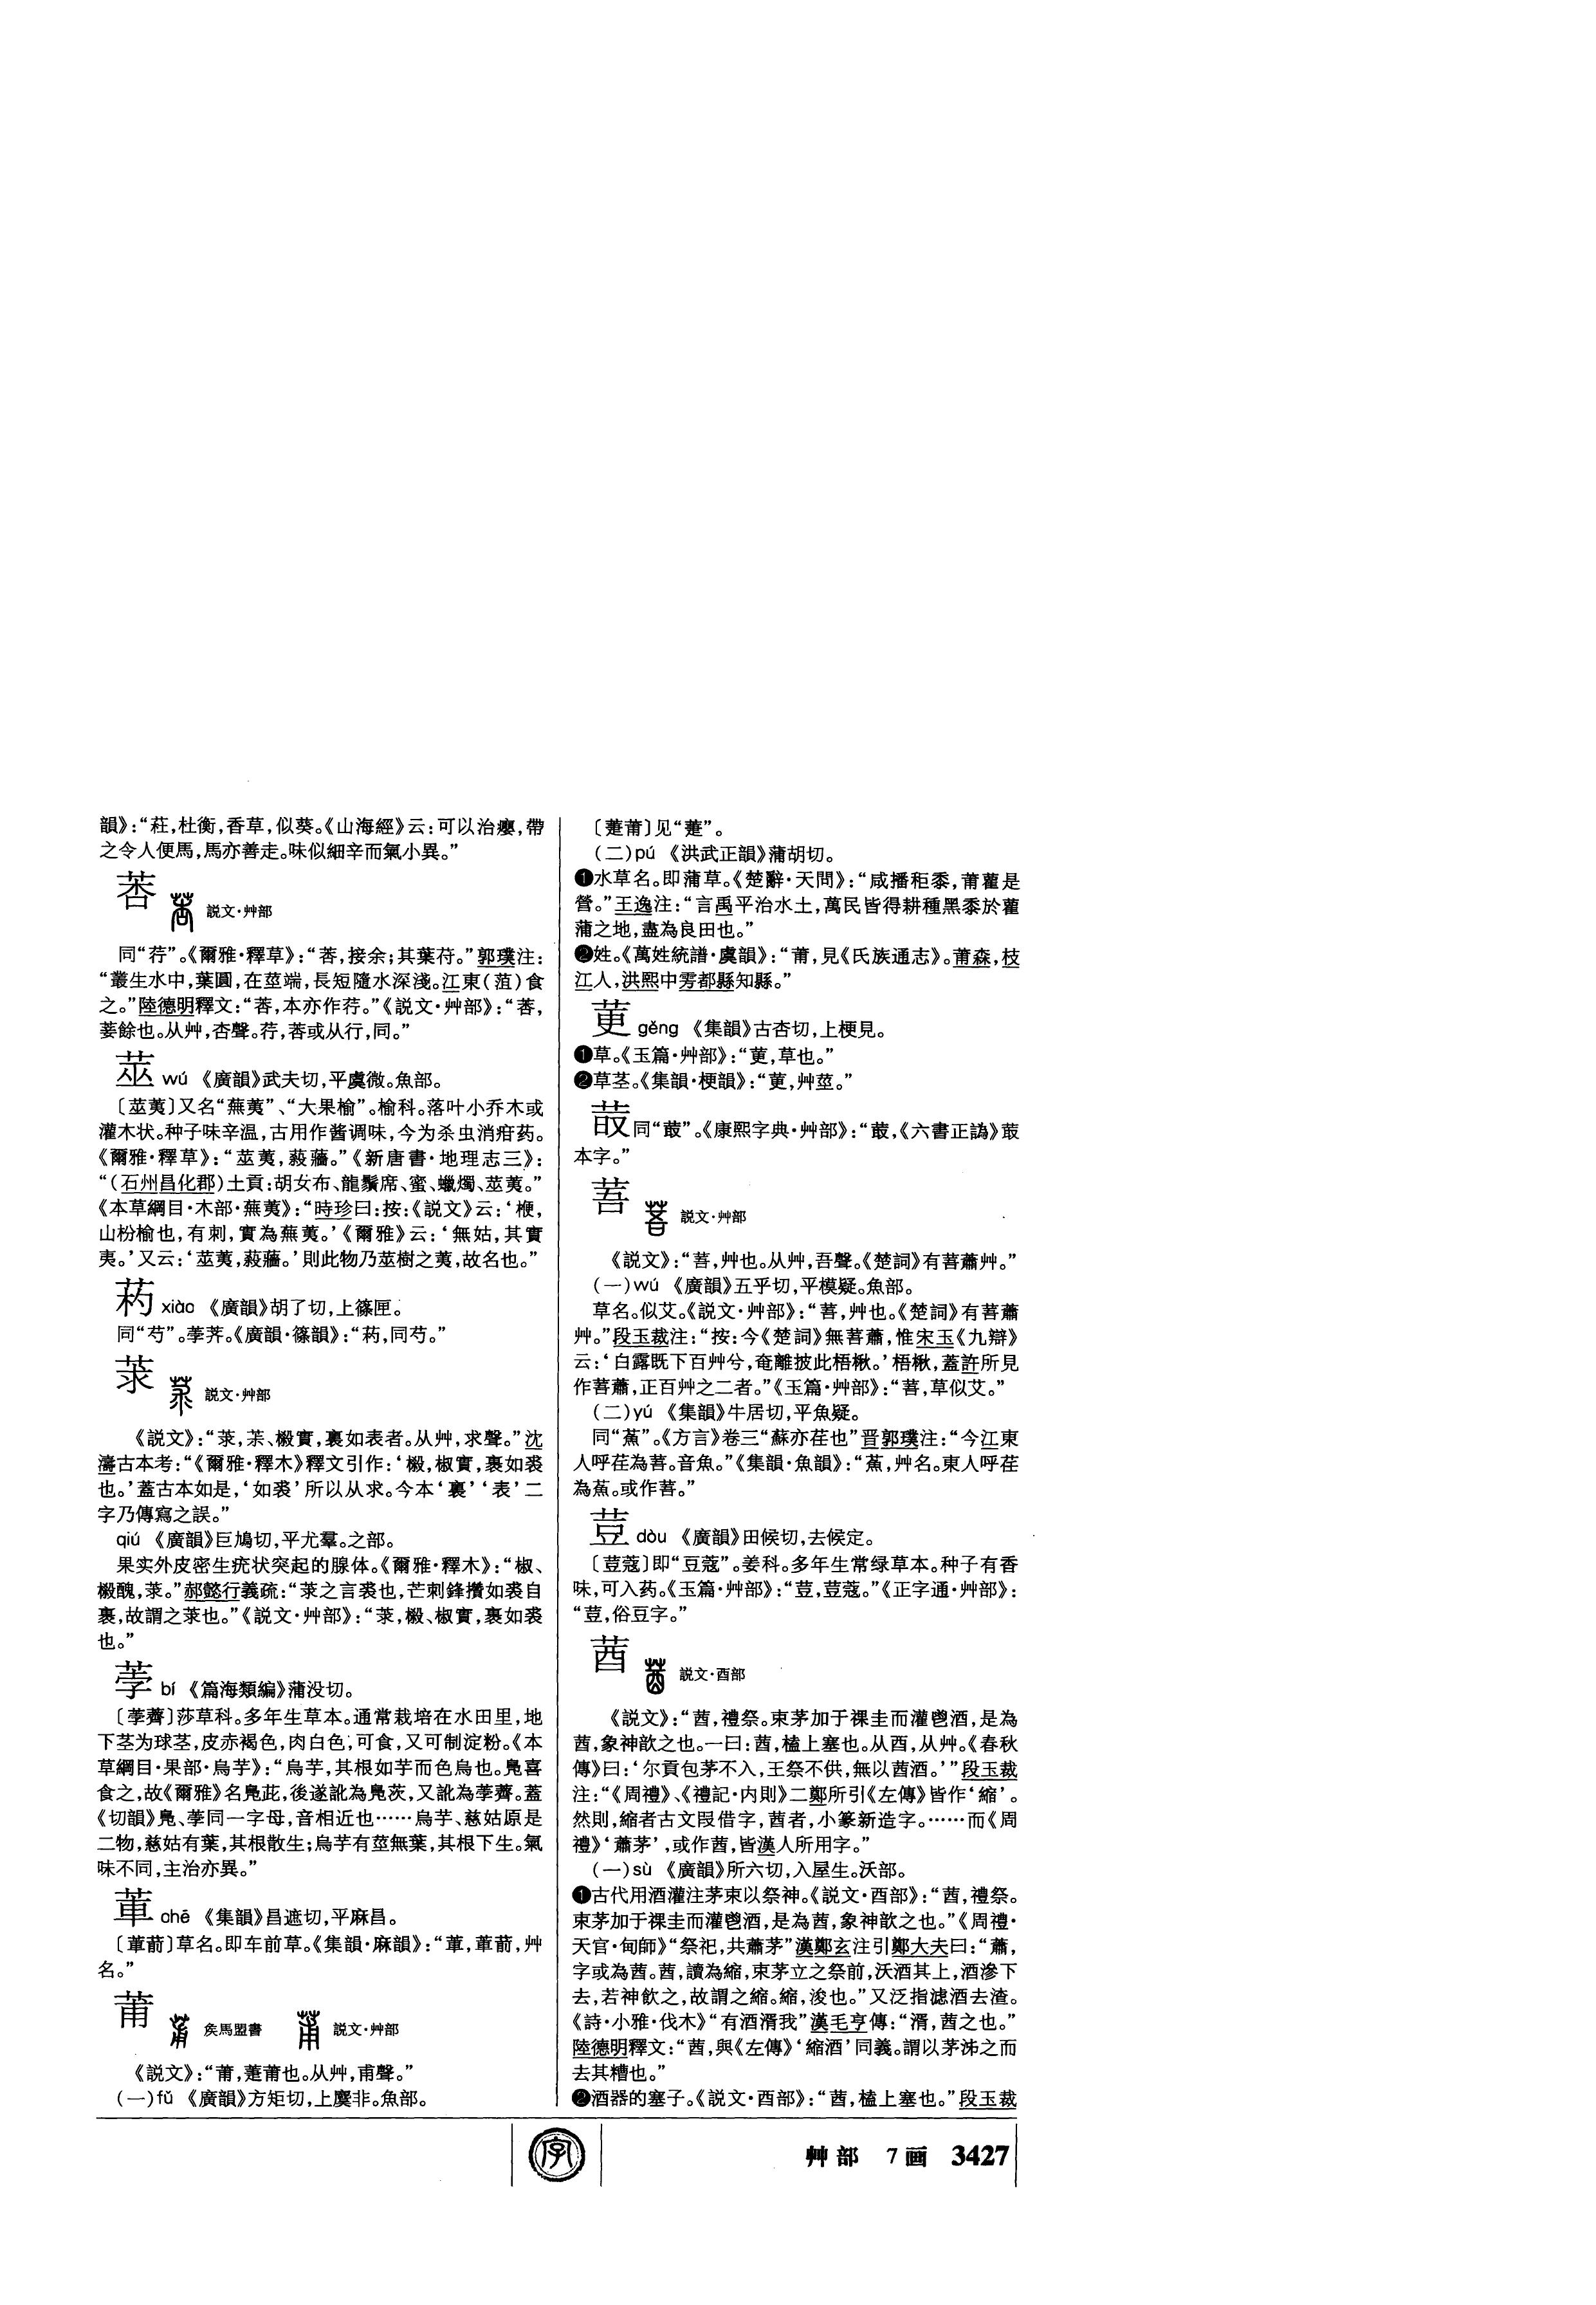 韻》：“荰，杜衡，香草，似葵。《山海經》云：可以治癭，帶
之令人便馬，馬亦善走。味似細辛而氣小異。”
莕 説文·艸部
同“荇”。《爾雅·釋草》：“莕，接余；其葉苻。”郭璞注：
“叢生水中，葉圓，在莖端，長短隨水深淺。江東（菹）食
之。”陸德明釋文：“莕，本亦作荇。”《説文·艸部》：“莕，
菨餘也。从艸，杏聲。荇，莕或从行，同。”
莁 wú 《廣韻》武夫切，平虞微。魚部。
〔莁荑〕又名“蕪荑”、“大果榆”。榆科。落叶小乔木或
灌木状。种子味辛温，古用作酱调味，今为杀虫消疳药。
《爾雅·釋草》：“莁荑，蔱蘠。”《新唐書·地理志三》：
“（石州昌化郡）土貢：胡女布、龍鬚席、蜜、蠟燭、莁荑。”
《本草綱目·木部·蕪荑》：“時珍曰：按：《説文》云：‘梗，
山枌榆也，有刺，實為蕪荑。’《爾雅》云：‘無姑，其實
夷。’又云：‘莁荑，蔱蘠。’則此物乃莁樹之荑，故名也。”
葯 xiào 《廣韻》胡了切，上篠匣。
同“芍”。荸荠。《廣韻·篠韻》：“，同芍。”
莍 説文·艸部
《説文》：“莍，茮、樧實，裏如表者。从艸，求聲。”沈
濤古本考：“《爾雅·釋木》釋文引作：‘樧，椒實，裹如裘
也。’蓋古本如是，‘如裘’所以从求。今本‘裏’‘表’二
字乃傳寫之誤。”
qiú 《廣韻》巨鳩切，平尤羣。之部。
果实外皮密生疣状突起的腺体。《爾雅·釋木》：“椒、
樧醜，莍。”郝懿行義疏：“莍之言裘也，芒刺鋒攢如裘自
裹，故謂之莍也。”《説文·艸部》：“莍，樧、椒實，裹如裘
也。”
荸 bí 《篇海類編》蒲没切。
〔荸薺〕莎草科。多年生草本。通常栽培在水田里，地
下茎为球茎，皮赤褐色，肉白色，可食，又可制淀粉。《本
草綱目·果部·烏芋》：“烏芋，其根如芋而色烏也。鳧喜
食之，故《爾雅》名鳧茈，後遂訛為鳧茨，又訛為荸薺。蓋
《切韻》鳧、荸同一字母，音相近也……烏芋、慈姑原是
二物，慈姑有葉，其根散生；烏芋有莖無葉，其根下生。氣
味不同，主治亦異。”
莗 chē 《集韻》昌遮切，平麻昌。
〔莗葥〕草名。即车前草。《集韻·麻韻》：“莗，莗葥，艸
名。”
莆 矦馬盟書 説文·艸部
《説文》：“莆，萐莆也。从艸，甫聲。”
（一）fǔ 《廣韻》方矩切，上麌非。魚部。
〔萐莆〕见“萐”。
（二）pú 《洪武正韻》蒲胡切。
❶水草名。即蒲草。《楚辭·天問》：“咸播秬黍，莆雚是
營。”王逸注：“言禹平治水土，萬民皆得耕種黑黍於雚
蒲之地，盡為良田也。”
❷姓。《萬姓統譜·虞韻》：“莆，見《氏族通志》。莆森，枝
江人，洪熙中雩都縣知縣。”
莄 gěng 《集韻》古杏切，上梗見。
❶草。《玉篇·艸部》：“莄，草也。”
❷草茎。《集韻·梗韻》：“莄，艸莖。”
同“菆”。《康熙字典·艸部》：“，《六書正譌》菆
本字。”
莟 説文·艸部
《説文》：“䓊，艸也。从艸，吾聲。《楚詞》有䓊蕭艸。”
（一）wú 《廣韻》五乎切，平模疑。魚部。
草名。似艾。《説文·艸部》：“䓊，艸也。《楚詞》有䓊蕭
艸。”段玉裁注：“按：今《楚詞》無䓊蕭，惟宋玉《九辯》
云：‘白露既下百艸兮，奄離披此梧楸。’梧楸，蓋許所見
作䓊蕭，正百艸之二者。”《玉篇·艸部》：“䓊，草似艾。”
（二）yú 《集韻》牛居切，平魚疑。
同“䓊”。《方言》卷三“蘇亦荏也”晋郭璞注：“今江東
人呼荏為䓊。音魚。”《集韻·魚韻》：“，艸名。東人呼荏
為。或作䓊。”
荳 dòu 《廣韻》田候切，去候定。
〔荳蔻〕即“豆蔻”。姜科。多年生常绿草本。种子有香
味，可入药。《玉篇·艸部》：“荳，荳蔻。”《正字通·艸部》：
“荳，俗豆字。”
莤 説文·酉部
《説文》：“莤，禮祭。束茅加于祼圭而灌鬯酒，是為
莤，象神歆之也。一曰：莤，榼上塞也。从酉，从艸。《春秋
傳》曰：‘尔貢包茅不入，王祭不供，無以莤酒。’”段玉裁
注：“《周禮》、《禮記·内則》二鄭所引《左傳》皆作‘縮’。
然則，縮者古文叚借字，莤者，小篆新造字。……而《周
禮》‘蕭茅’，或作莤，皆漢人所用字。”
（一）sù 《廣韻》所六切，入屋生。沃部。
❶古代用酒灌注茅束以祭神。《説文·酉部》：“莤，禮祭。
束茅加于祼圭而灌鬯酒，是為莤，象神歆之也。”《周禮·
天官·甸師》“祭祀，共蕭茅”漢鄭玄注引鄭大夫曰：“蕭，
字或為莤。莤，讀為縮，束茅立之祭前，沃酒其上，酒滲下
去，若神飲之，故謂之縮。縮，浚也。”又泛指滤酒去渣。
《詩·小雅·伐木》“有酒湑我”漢毛亨傳：“湑，莤之也。”
陸德明釋文：“莤，與《左傳》‘縮酒’同義。謂以茅泲之而
去其糟也。”
❷酒器的塞子。《説文·酉部》：“莤，榼上塞也。”段玉裁
字
艸部 7画 3427